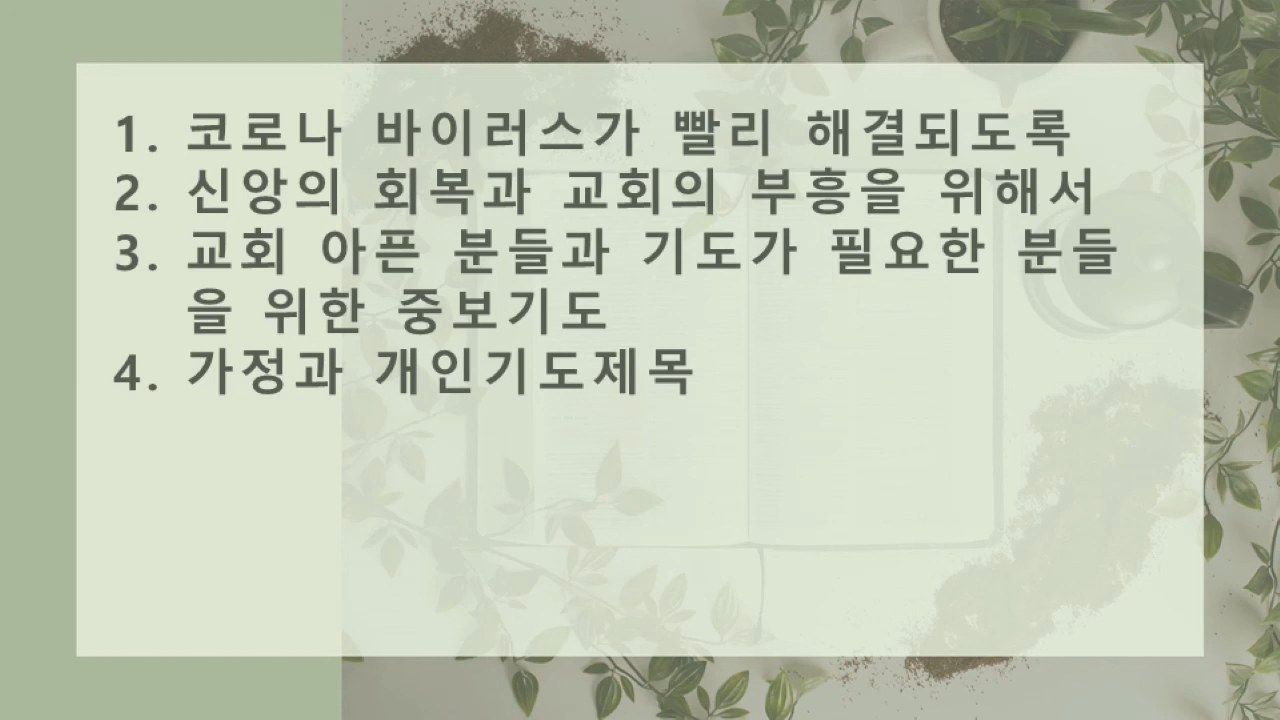 1. 코로나 바이러스가 빨리 해결되도록
2. 신앙의 회복과 교회의 부흥을 위해서
3. 교회 아픈 분들과 기도가 필요한 분들
을 위한 중보기도
4. 가정과 개인기도제목